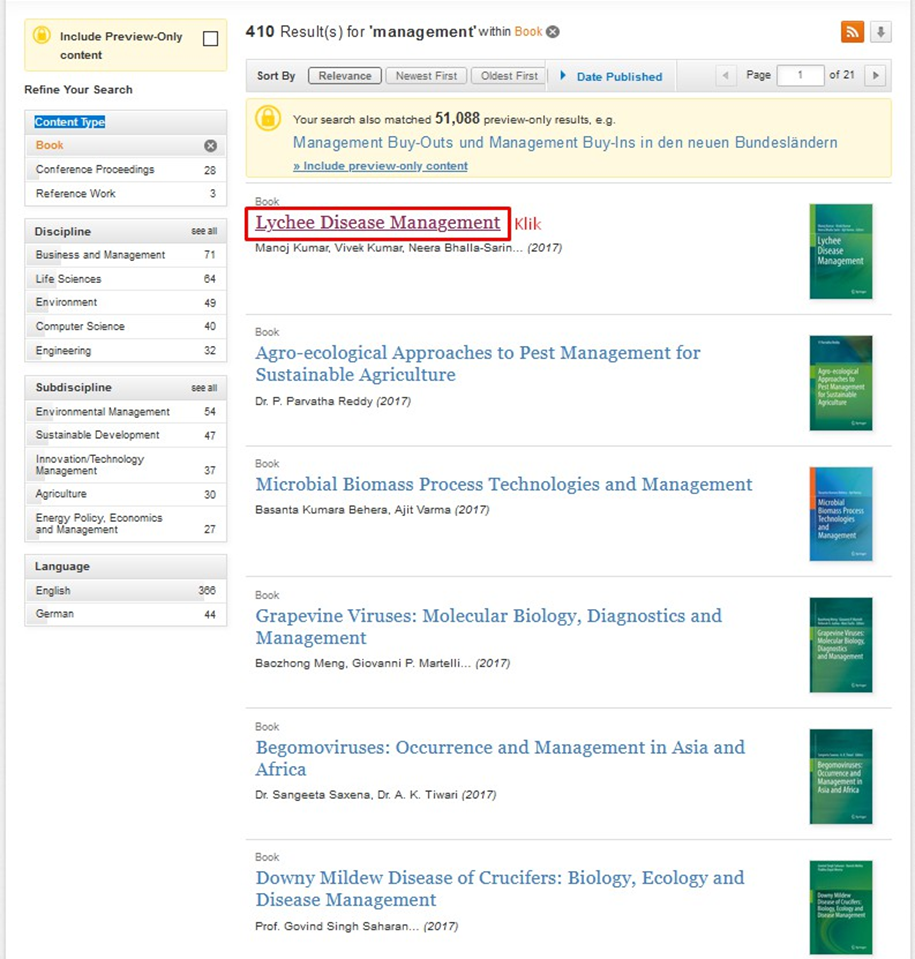 Include Preview-Only
content
Refine Your Search
Content Type
Book
Conference Proceedings 28
Reference Work 3
Discipline see all
Business and Management 71
Life Sciences 64
Environment 49
Computer Science 40
Engineering 32
Subdiscipline see all
Environmental Management 54
Sustainable Development 47
Innovation/Technology
Management 37
Agriculture 30
Energy Policy, Economics
and Management 27
Language
English 366
German 44
410 Result(s) for 'management' within Book
Sort By Relevance Newest First Oldest First Date Published Page 1 of 21
Your search also matched 51,088 preview-only results, e.g.
Management Buy-Outs und Management Buy-Ins in den neuen Bundesländern
» Include preview-only content
Book
Lychee Disease Management Klik
Manoj Kumar, Vivek Kumar, Neera Bhalla-Sarin... (2017)
Lychee
Disease
Management
Springer
Book
Agro-ecological Approaches to Pest Management for
Sustainable Agriculture
Dr. P. Parvatha Reddy (2017)
Agro-ecological
Approaches to
Pest Management
for Sustainable
Agriculture
Springer
Book
Microbial Biomass Process Technologies and Management
Basanta Kumara Behera, Ajit Varma (2017)
Microbial
Biomass Process
Technologies
and
Management
Springer
Book
Grapevine Viruses: Molecular Biology, Diagnostics and
Management
Baozhong Meng, Giovanni P. Martelli... (2017)
Grapevine Viruses:
Molecular Biology,
Diagnostics
and Management
Springer
Book
Begomoviruses: Occurrence and Management in Asia and
Africa
Dr. Sangeeta Saxena, Dr. A. K. Tiwari (2017)
Begomoviruses:
Occurrence and
Management in
Asia and Africa
Springer
Book
Downy Mildew Disease of Crucifers: Biology, Ecology and
Disease Management
Prof. Govind Singh Saharan... (2017)
Downy Mildew
Disease of Crucifers:
Biology, Ecology and
Disease Management
Springer